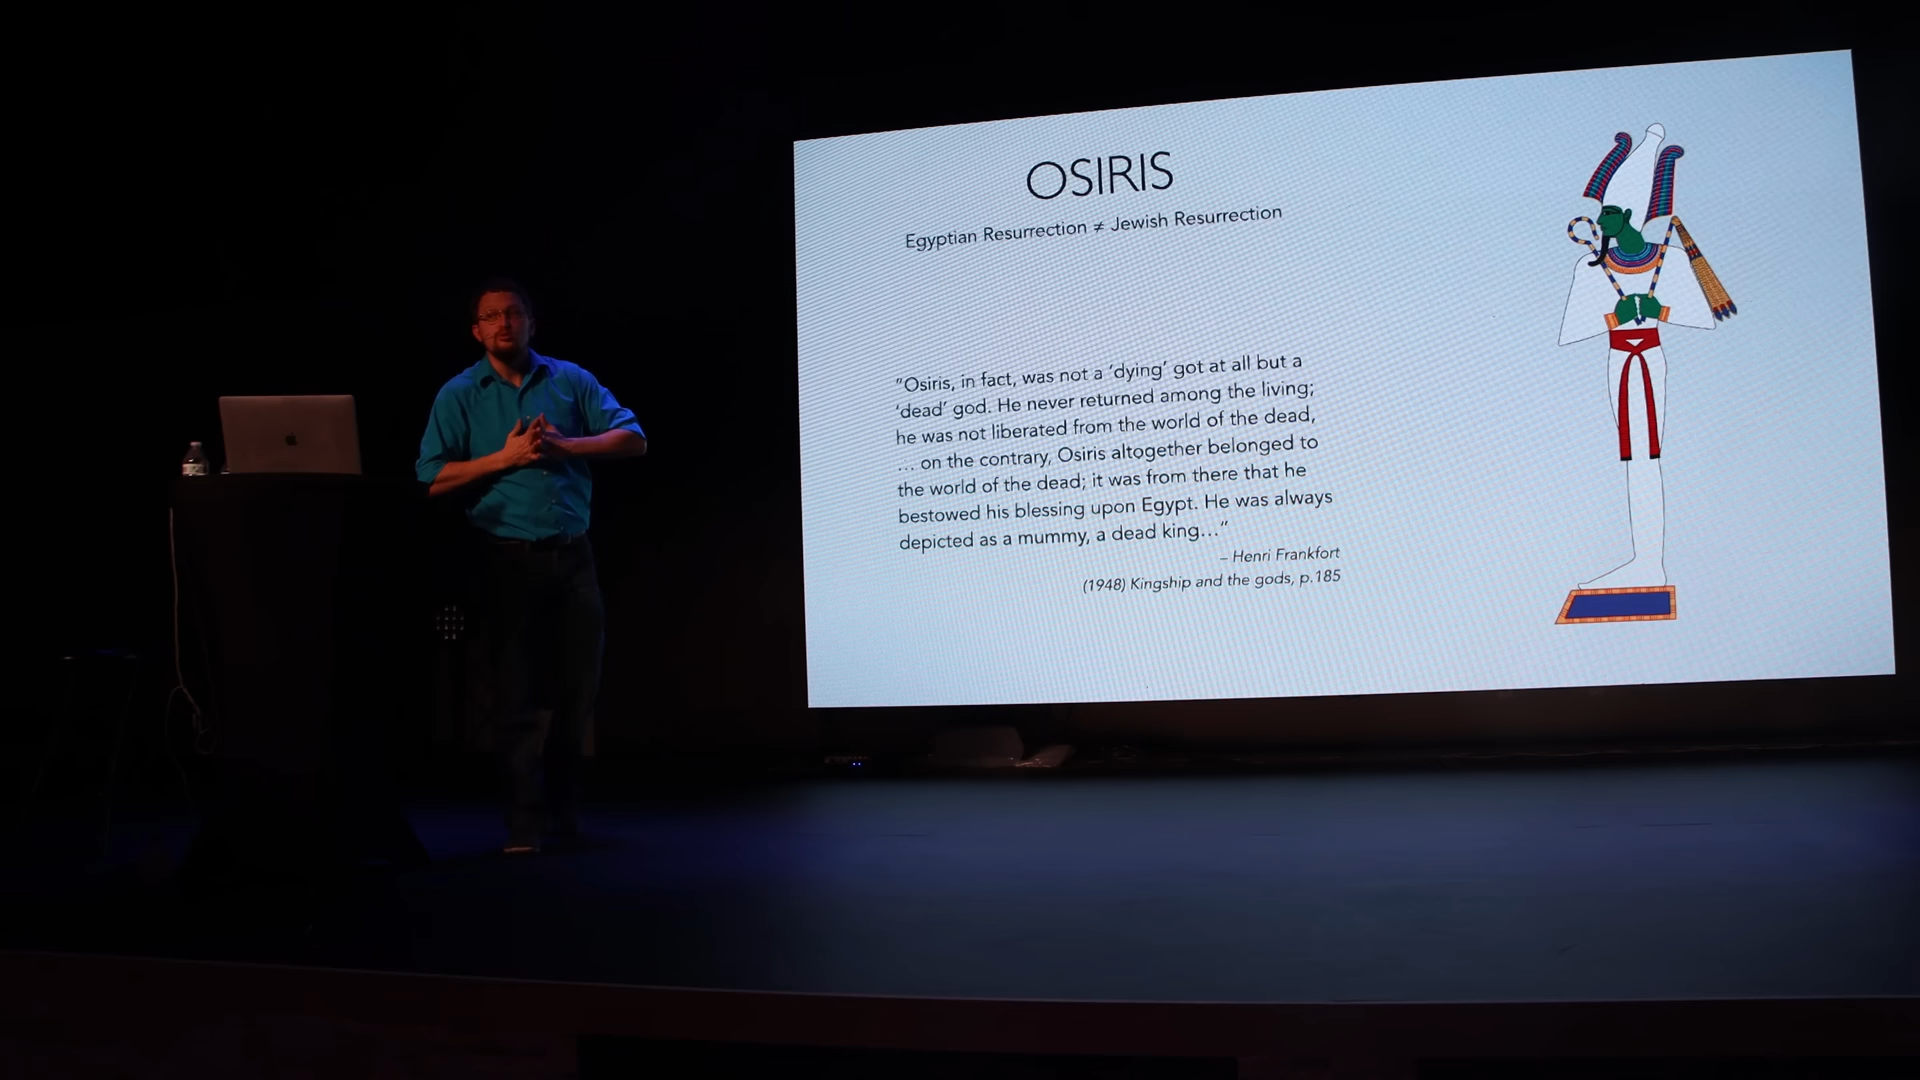 OSIRIS
Egyptian Resurrection ≠ Jewish Resurrection
“Osiris, in fact, was not a ‘dying’ got at all but a
‘dead’ god. He never returned among the living;
he was not liberated from the world of the dead,
… on the contrary, Osiris altogether belonged to
the world of the dead; it was from there that he
bestowed his blessing upon Egypt. He was always
depicted as a mummy, a dead king…“
– Henri Frankfort
(1948) Kingship and the gods, p.185